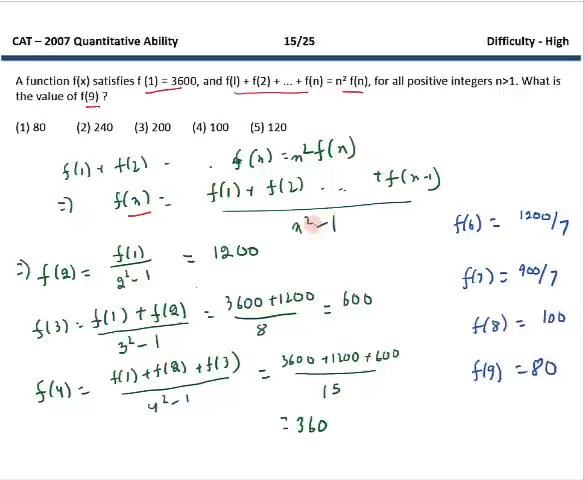 CAT – 2007 Quantitative Ability 15/25 Difficulty - High
A function f(x) satisfies f (1) = 3600, and f(l) + f(2) + ... + f(n) = n² f(n), for all positive integers n>1. What is
the value of f(9) ?
(1) 80 (2) 240 (3) 200 (4) 100 (5) 120
f(1) + f(2) - . f(n) = n²f(n)
=) f(n) = f(1) + f(2) .. .. + f(n-1) / n² - 1
f(6) = 1200/7
=) f(2) = f(1) / 2² - 1 = 1200
f(7) = 900/7
f(3) = f(1) + f(2) / 3² - 1 = 3600 + 1200 / 8 = 600
f(8) = 100
f(4) = f(1) + f(2) + f(3) / 4² - 1 = 3600 + 1200 + 600 / 15
f(9) = 80
= 360